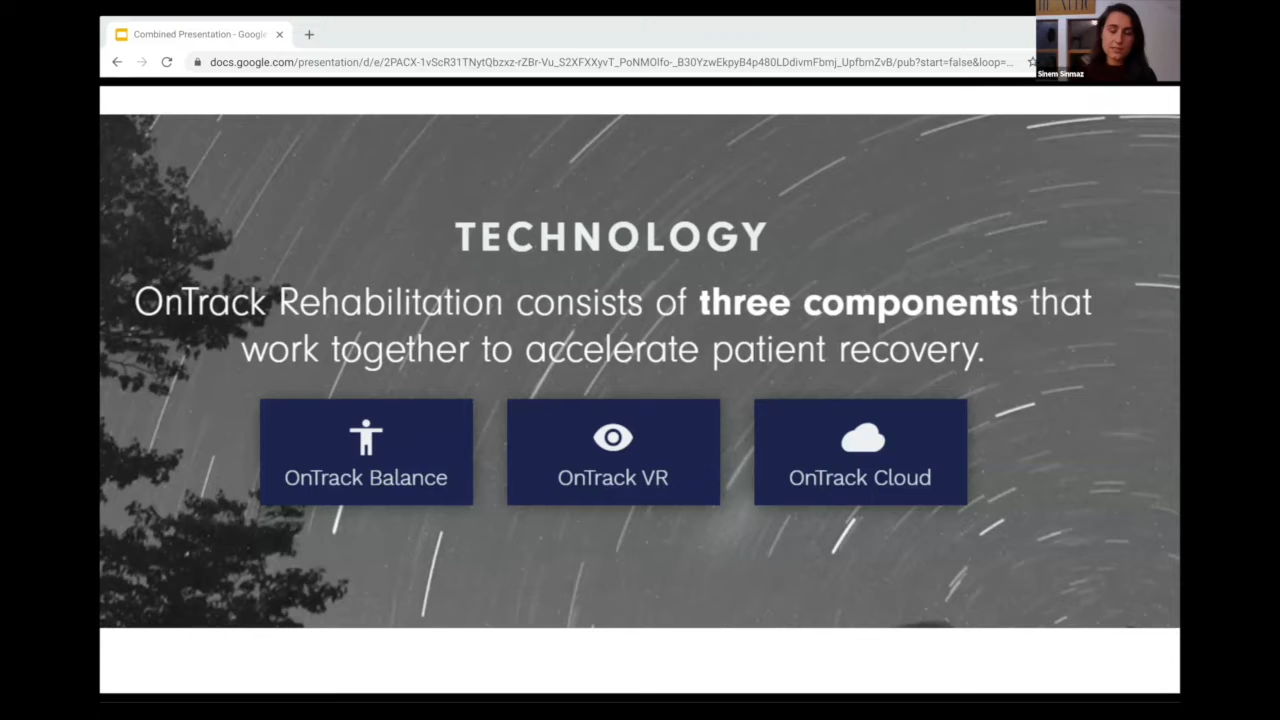 Combined Presentation - Google
docs.google.com/presentation/d/e/2PACX-1vScR31TNytQbzxz-rZBr-Vu_S2XFXXyvT_PoNMOlfo-_B30YzwEkpyB4p480LDdivmFbmj_UpfbmZvB/pub?start=false&loop=...
Sinem Sinmaz
TECHNOLOGY
OnTrack Rehabilitation consists of three components that
work together to accelerate patient recovery.
OnTrack Balance
OnTrack VR
OnTrack Cloud